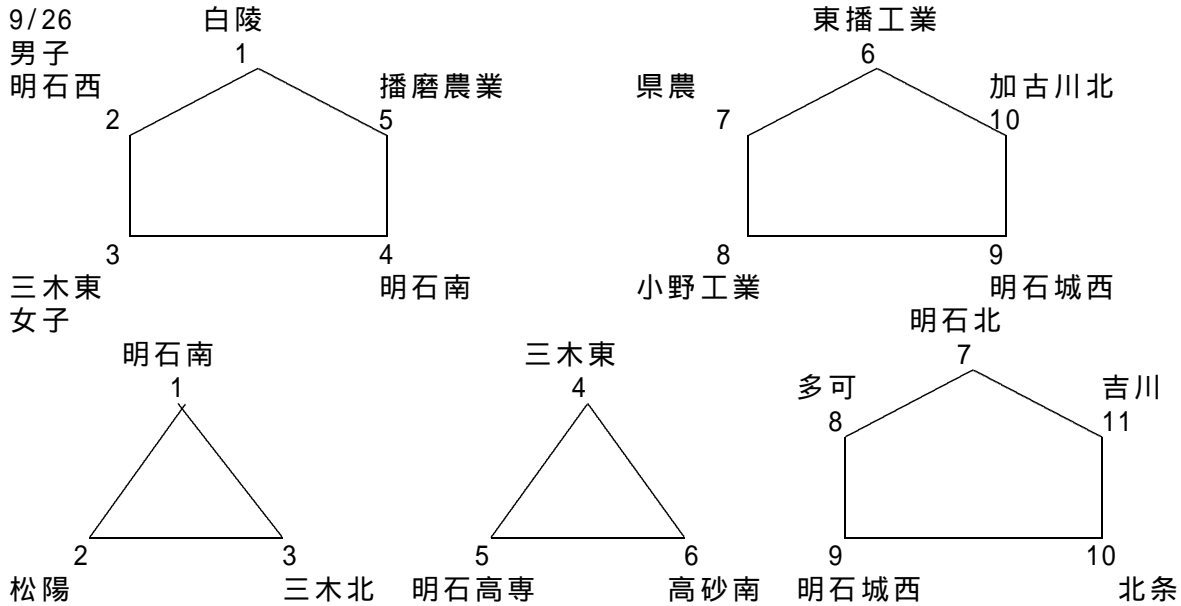 9/26 白陵 東播工業
男子 1 6
明石西 播磨農業 県農 加古川北
2 5 7 10
3 4 8 9
三木東 明石南 小野工業 明石城西
女子 明石北
明石南 三木東 7
1 4 多可 吉川
8 11
2 3 5 6 9 10
松陽 三木北 明石高専 高砂南 明石城西 北条